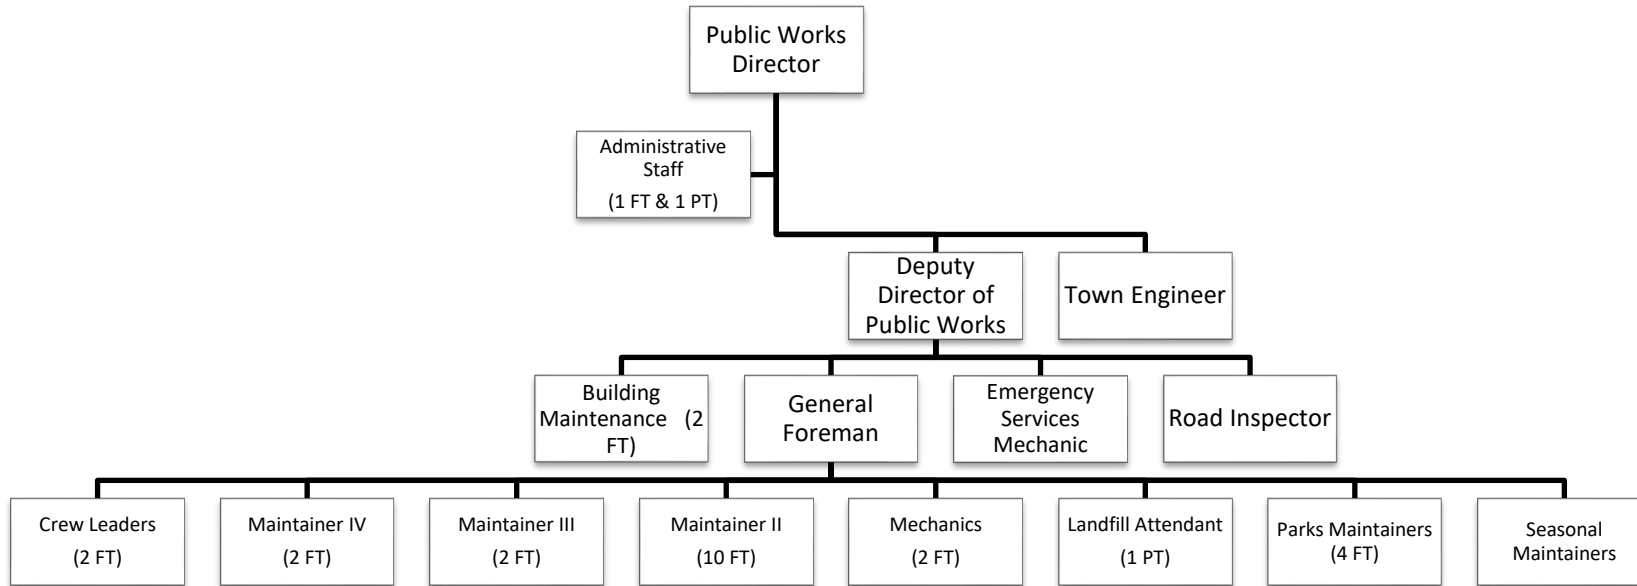 Public Works
Director
Administrative
Staff
(1 FT & 1 PT)
Deputy
Director of
Public Works
Town Engineer
Building
Maintenance (2
FT)
General
Foreman
Emergency
Services
Mechanic
Road Inspector
Crew Leaders
(2 FT)
Maintainer IV
(2 FT)
Maintainer III
(2 FT)
Maintainer II
(10 FT)
Mechanics
(2 FT)
Landfill Attendant
(1 PT)
Parks Maintainers
(4 FT)
Seasonal
Maintainers